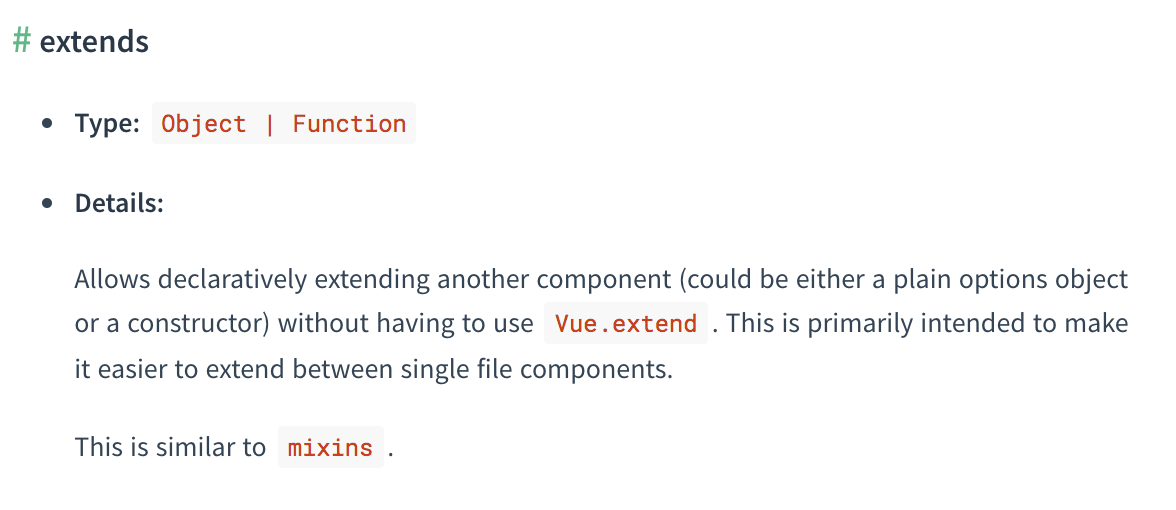 # extends
• Type: Object | Function
• Details:
Allows declaratively extending another component (could be either a plain options object
or a constructor) without having to use Vue.extend . This is primarily intended to make
it easier to extend between single file components.
This is similar to mixins .